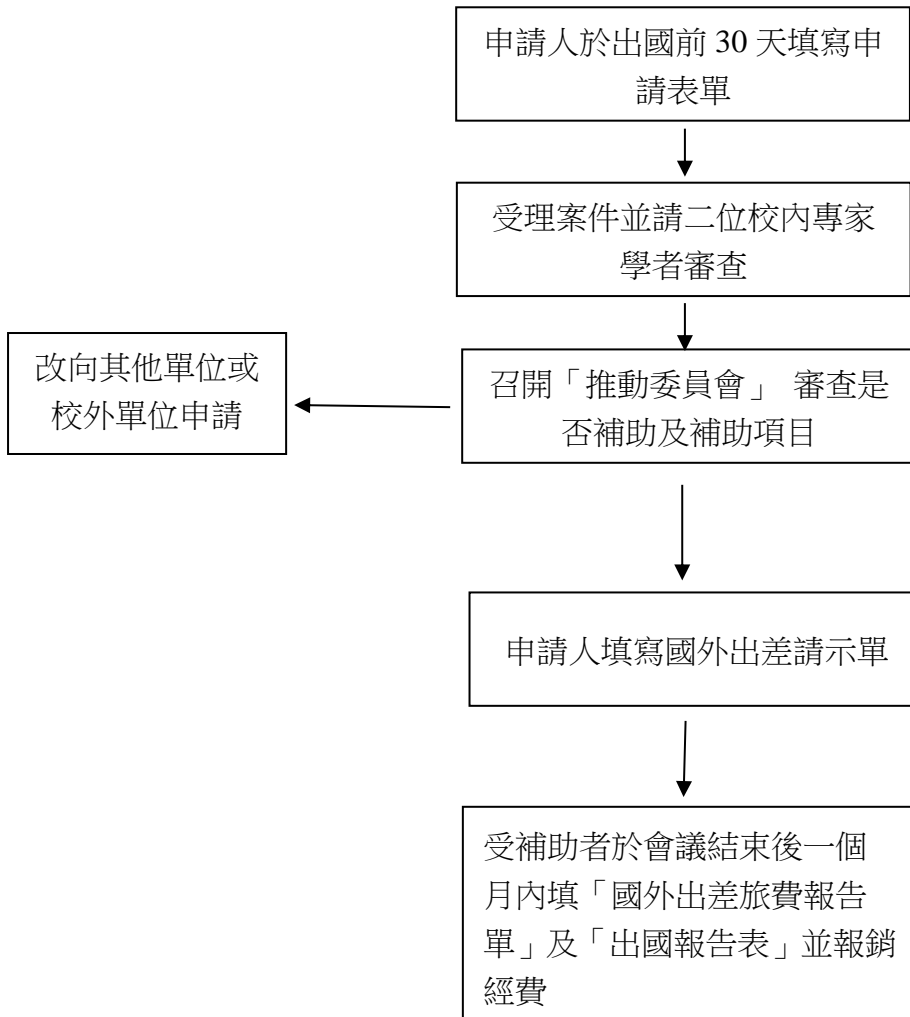 申請人於出國前 30 天填寫申
請表單
受理案件並請二位校內專家
學者審查
改向其他單位或
校外單位申請
召開「推動委員會」 審查是
否補助及補助項目
申請人填寫國外出差請示單
受補助者於會議結束後一個
月內填「國外出差旅費報告
單」及「出國報告表」並報銷
經費